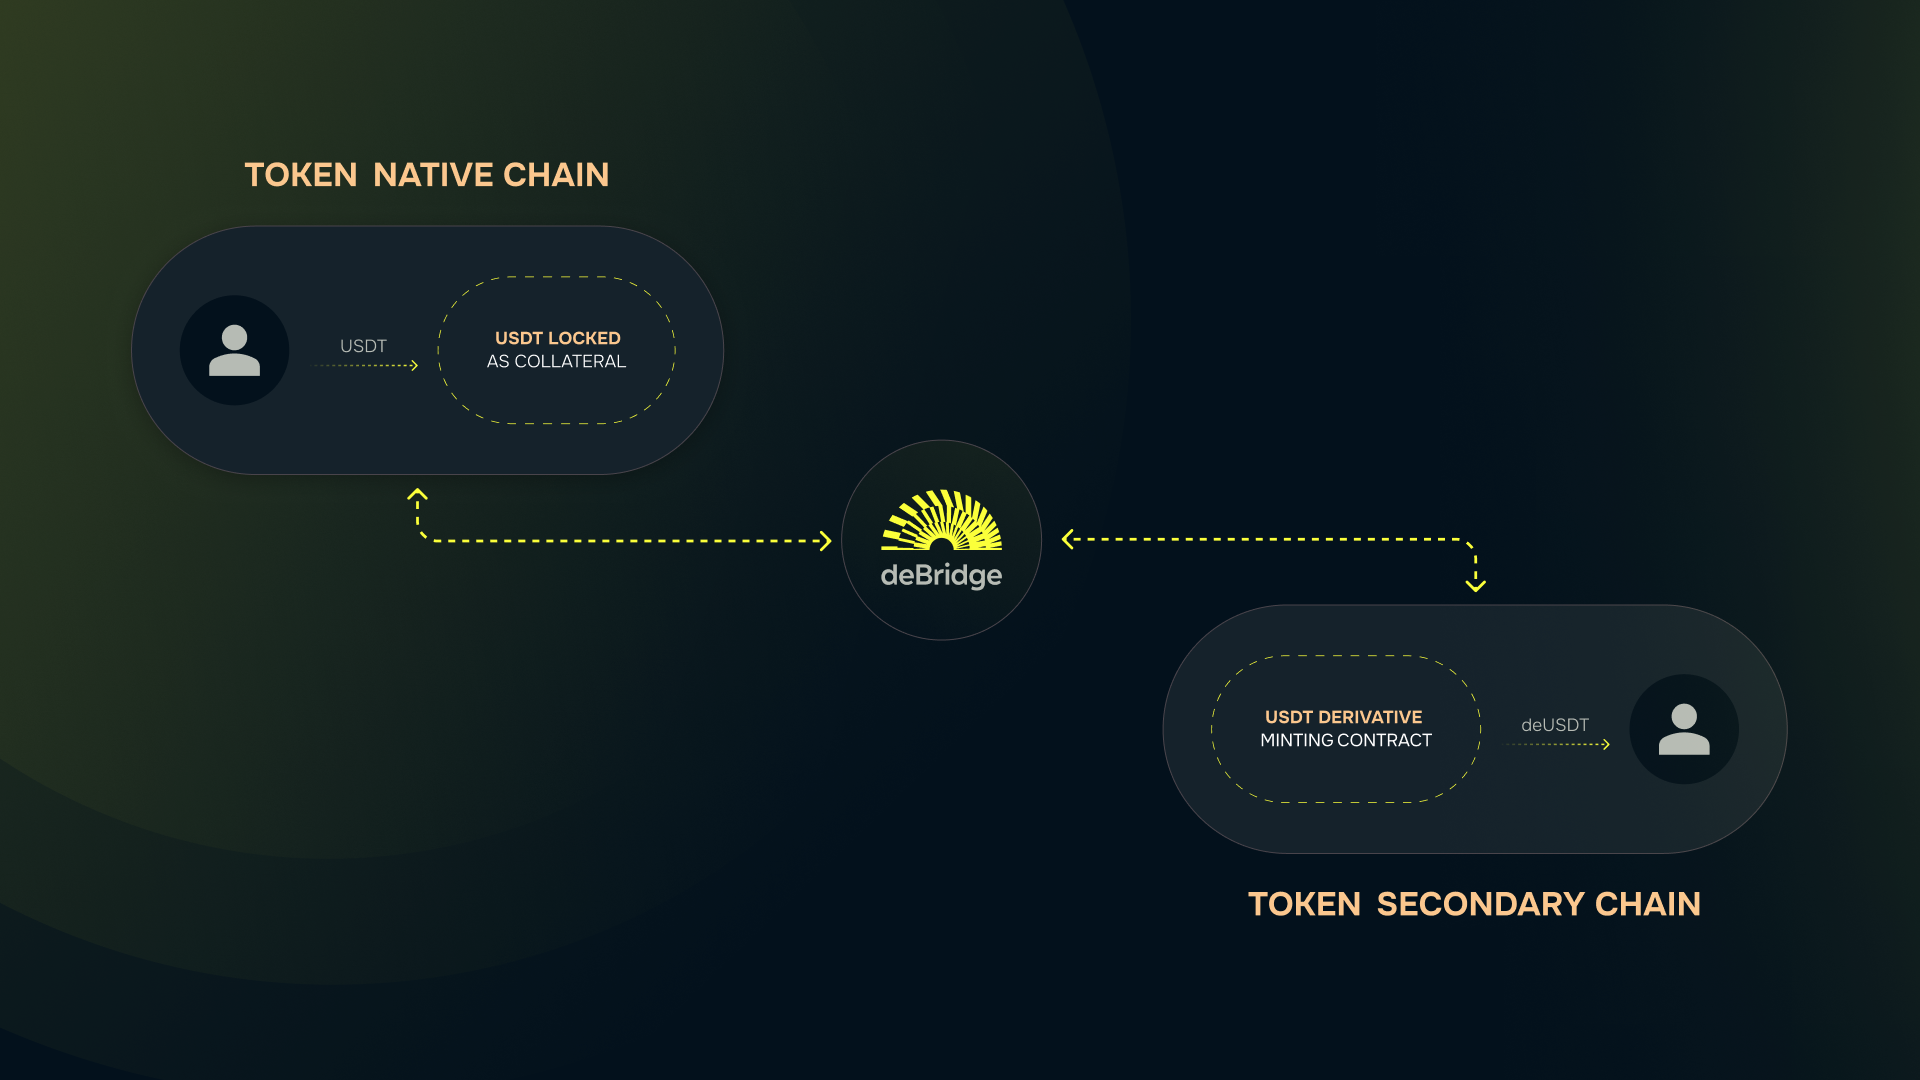 TOKEN NATIVE CHAIN
USDT
USDT LOCKED
AS COLLATERAL
deBridge
USDT DERIVATIVE
MINTING CONTRACT
deUSDT
TOKEN SECONDARY CHAIN